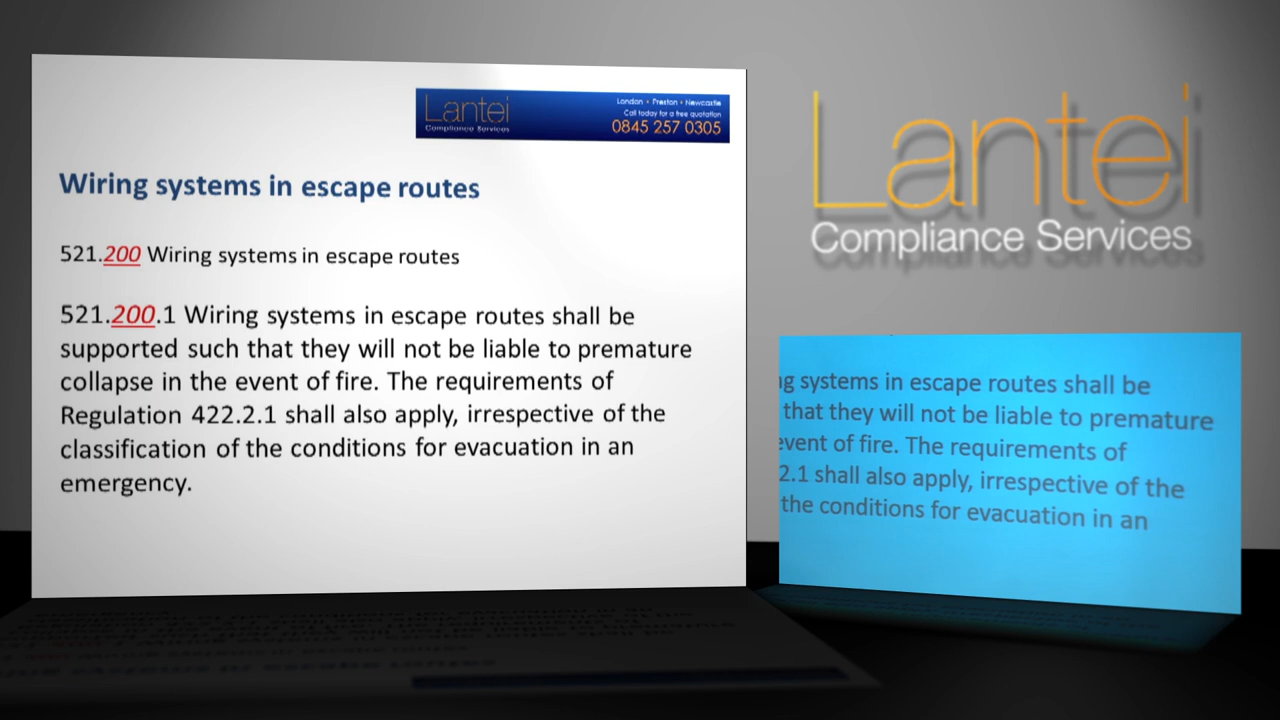 Lantei
Compliance Services
London • Preston • Newcastle
Call today for a free quotation
0845 257 0305
Wiring systems in escape routes
521.200 Wiring systems in escape routes
521.200.1 Wiring systems in escape routes shall be
supported such that they will not be liable to premature
collapse in the event of fire. The requirements of
Regulation 422.2.1 shall also apply, irrespective of the
classification of the conditions for evacuation in an
emergency.
Lantei
Compliance Services
systems in escape routes shall be
that they will not be liable to premature
event of fire. The requirements of
2.1 shall also apply, irrespective of the
the conditions for evacuation in an